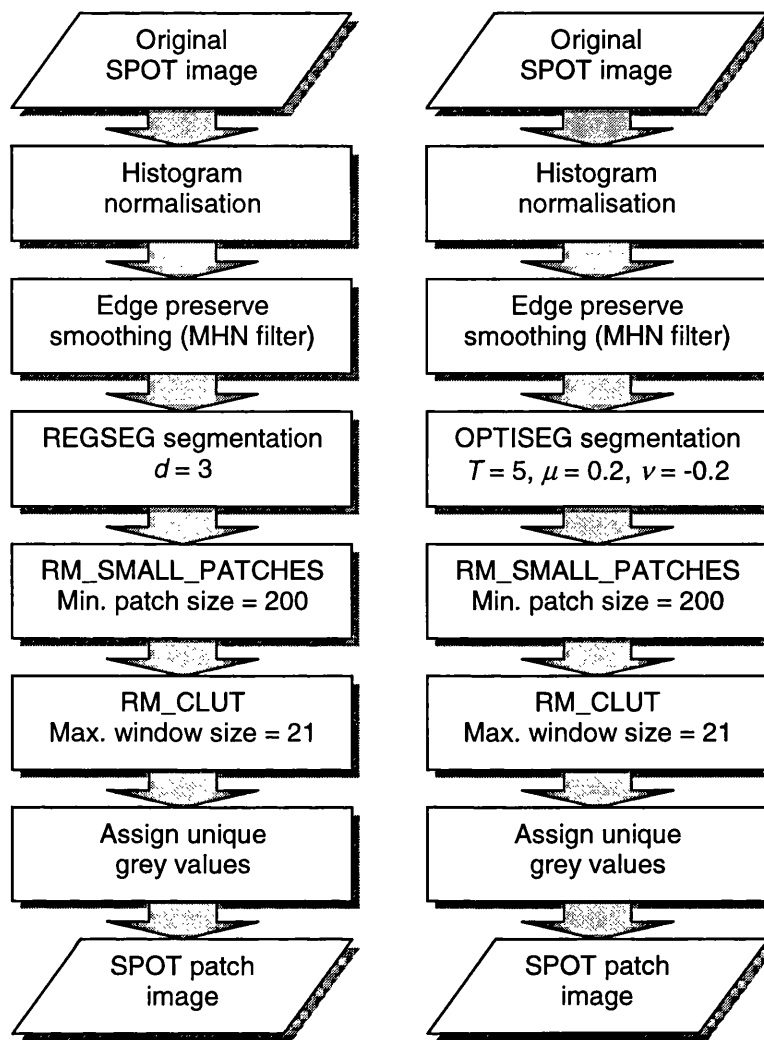 Original
SPOT image
Histogram
normalisation
Edge preserve
smoothing (MHN filter)
REGSEG segmentation
d = 3
RM_SMALL_PATCHES
Min. patch size = 200
RM_CLUT
Max. window size = 21
Assign unique
grey values
SPOT patch
image
Original
SPOT image
Histogram
normalisation
Edge preserve
smoothing (MHN filter)
OPTISEG segmentation
T = 5, μ = 0.2, ν = -0.2
RM_SMALL_PATCHES
Min. patch size = 200
RM_CLUT
Max. window size = 21
Assign unique
grey values
SPOT patch
image